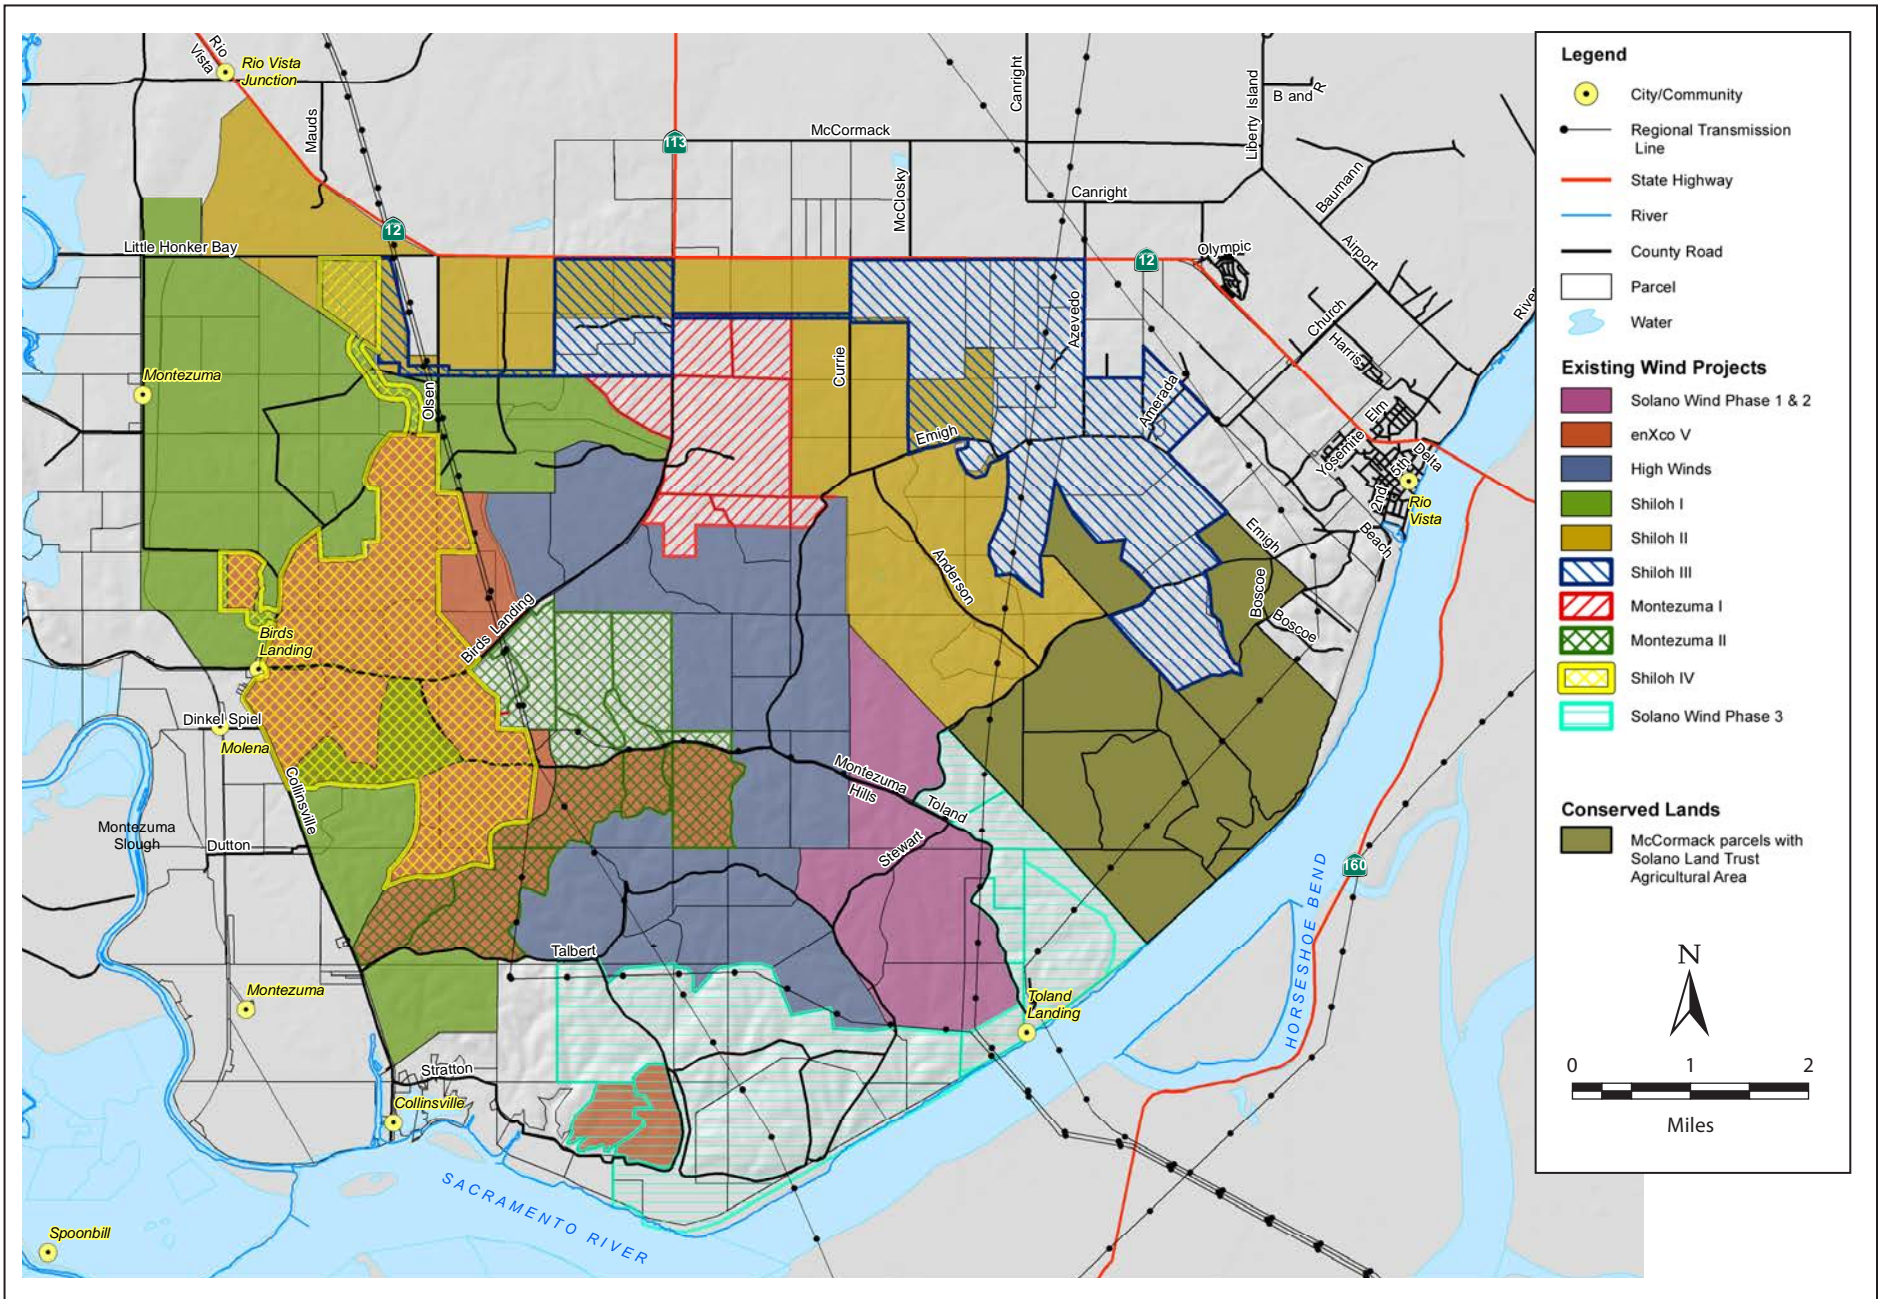 Rio
Vista
Rio Vista
Junction
Mauds
113
McCormack
Canright
Liberty Island
B and R
McClosky
Canright
Baumann
Airport
12
Little Honker Bay
Olympic
12
Azevedo
Church
Harris
River
Montezuma
Olsen
Currie
Amerada
Emigh
Elm
Yosemite
5th
Delta
2nd
Rio
Vista
Beach
Emigh
Anderson
Boscoe
Boscoe
Birds Landing
Birds
Landing
Dinkel Spiel
Molena
Collinsville
Montezuma
Hills
Toland
Stewart
Montezuma
Slough
Dutton
160
HORSESHOE BEND
Talbert
Montezuma
Toland
Landing
Stratton
Collinsville
SACRAMENTO RIVER
Spoonbill
Legend
City/Community
Regional Transmission
Line
State Highway
River
County Road
Parcel
Water
Existing Wind Projects
Solano Wind Phase 1 & 2
enXco V
High Winds
Shiloh I
Shiloh II
Shiloh III
Montezuma I
Montezuma II
Shiloh IV
Solano Wind Phase 3
Conserved Lands
McCormack parcels with
Solano Land Trust
Agricultural Area
N
0 1 2
Miles